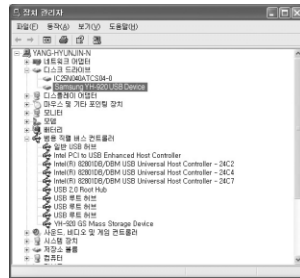 장치 관리자
파일(F) 동작(A) 보기(V) 도움말(H)
YANG-HYUNJIN-N
네트워크 어댑터
디스크 드라이브
IC25N040ATCS04-0
Samsung YH-920 USB Device
디스플레이 어댑터
마우스 및 기타 포인팅 장치
모니터
모뎀
배터리
범용 직렬 버스 컨트롤러
일반 USB 허브
Intel PCI to USB Enhanced Host Controller
Intel(R) 82801DB/DBM USB Universal Host Controller - 24C2
Intel(R) 82801DB/DBM USB Universal Host Controller - 24C4
Intel(R) 82801DB/DBM USB Universal Host Controller - 24C7
USB 2.0 Root Hub
USB 루트 허브
USB 루트 허브
USB 루트 허브
YH-920 GS Mass Storage Device
사운드, 비디오 및 게임 컨트롤러
시스템 장치
저장소 볼륨
컴퓨터